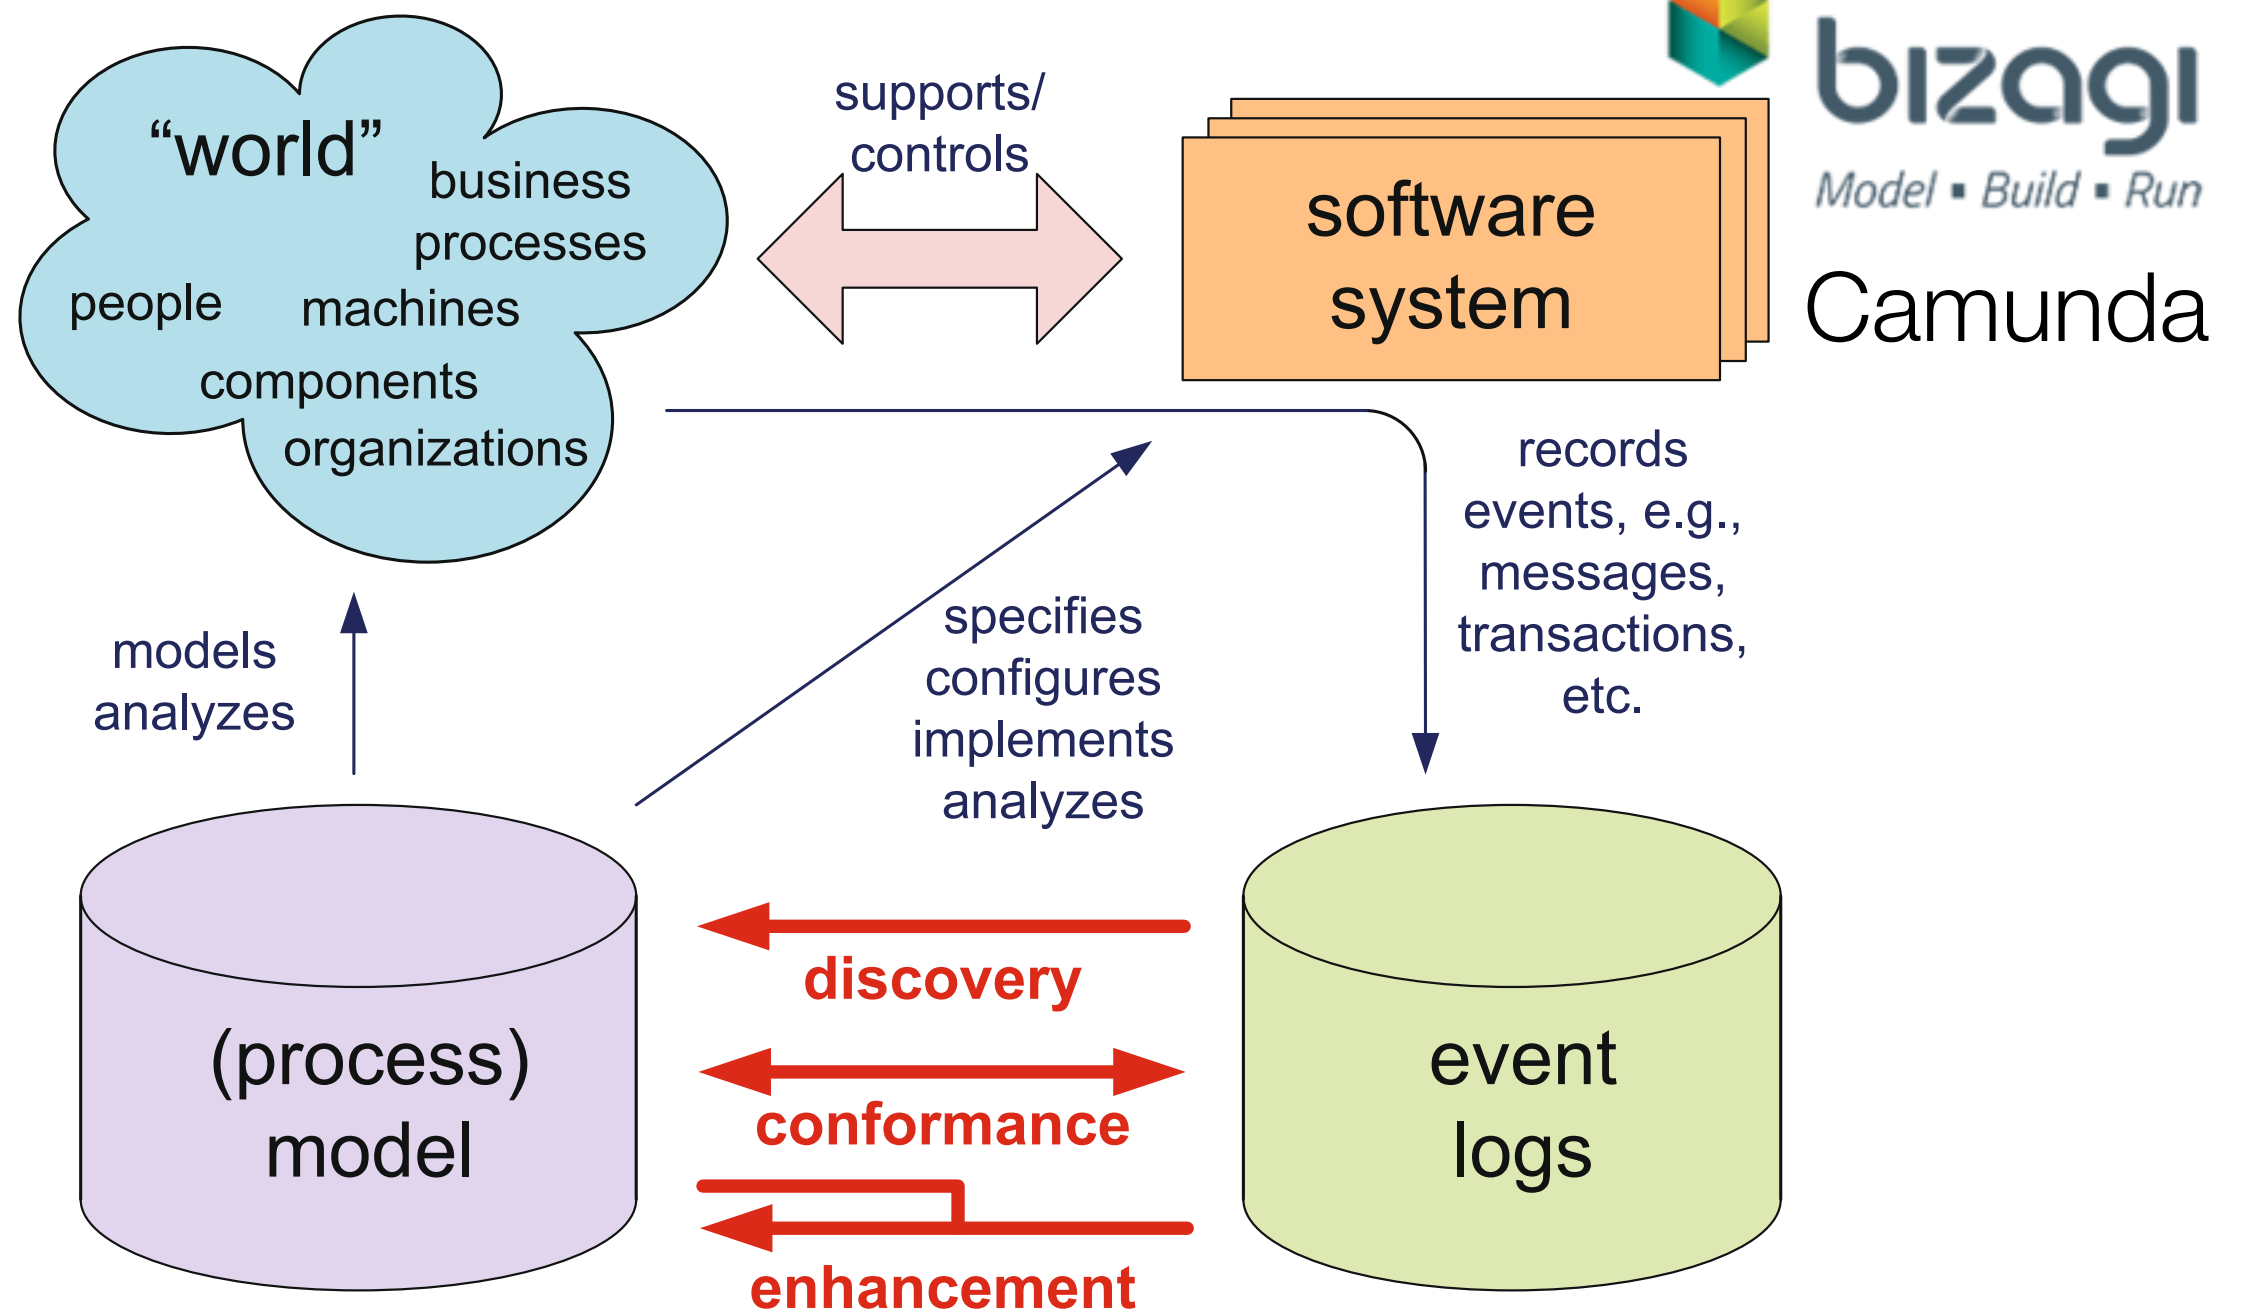 “world”
business
processes
people
machines
components
organizations
supports/
controls
software
system
bizagi
Model ▪ Build ▪ Run
Camunda
records
events, e.g.,
messages,
transactions,
etc.
models
analyzes
specifies
configures
implements
analyzes
(process)
model
discovery
conformance
enhancement
event
logs